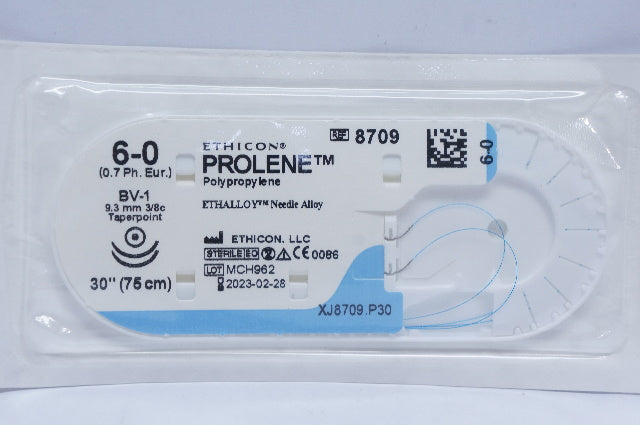 6-0
(0.7 Ph. Eur.)
BV-1
9.3 mm 3/8c
Taperpoint
30" (75 cm)
ETHICON®
PROLENE™
Polypropylene
ETHALLOY™ Needle Alloy
ETHICON, LLC
STERILE EO 2 CE 0086
LOT MCH962
2023-02-28
REF 8709
6-0
XJ8709.P30